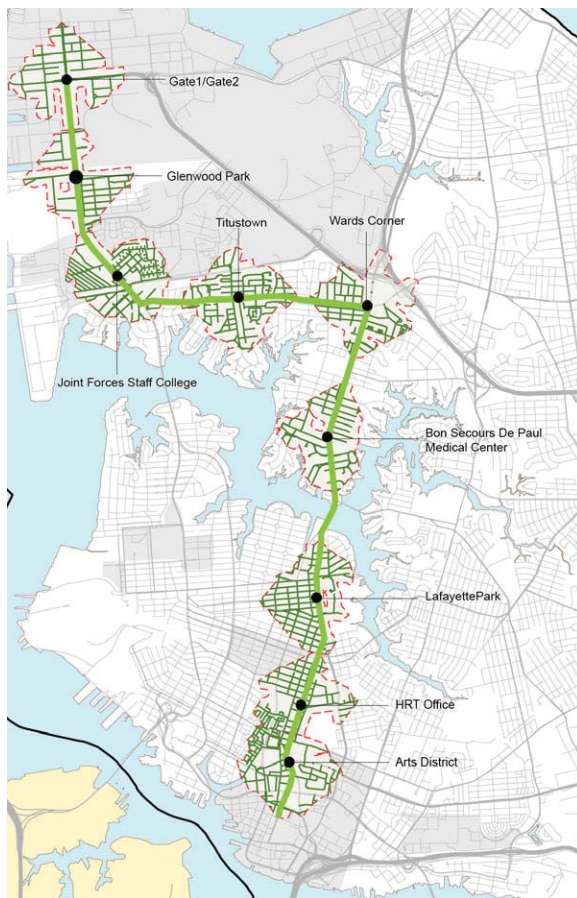 Gate1/Gate2
Glenwood Park
Titustown
Wards Corner
Joint Forces Staff College
Bon Secours De Paul
Medical Center
LafayettePark
HRT Office
Arts District